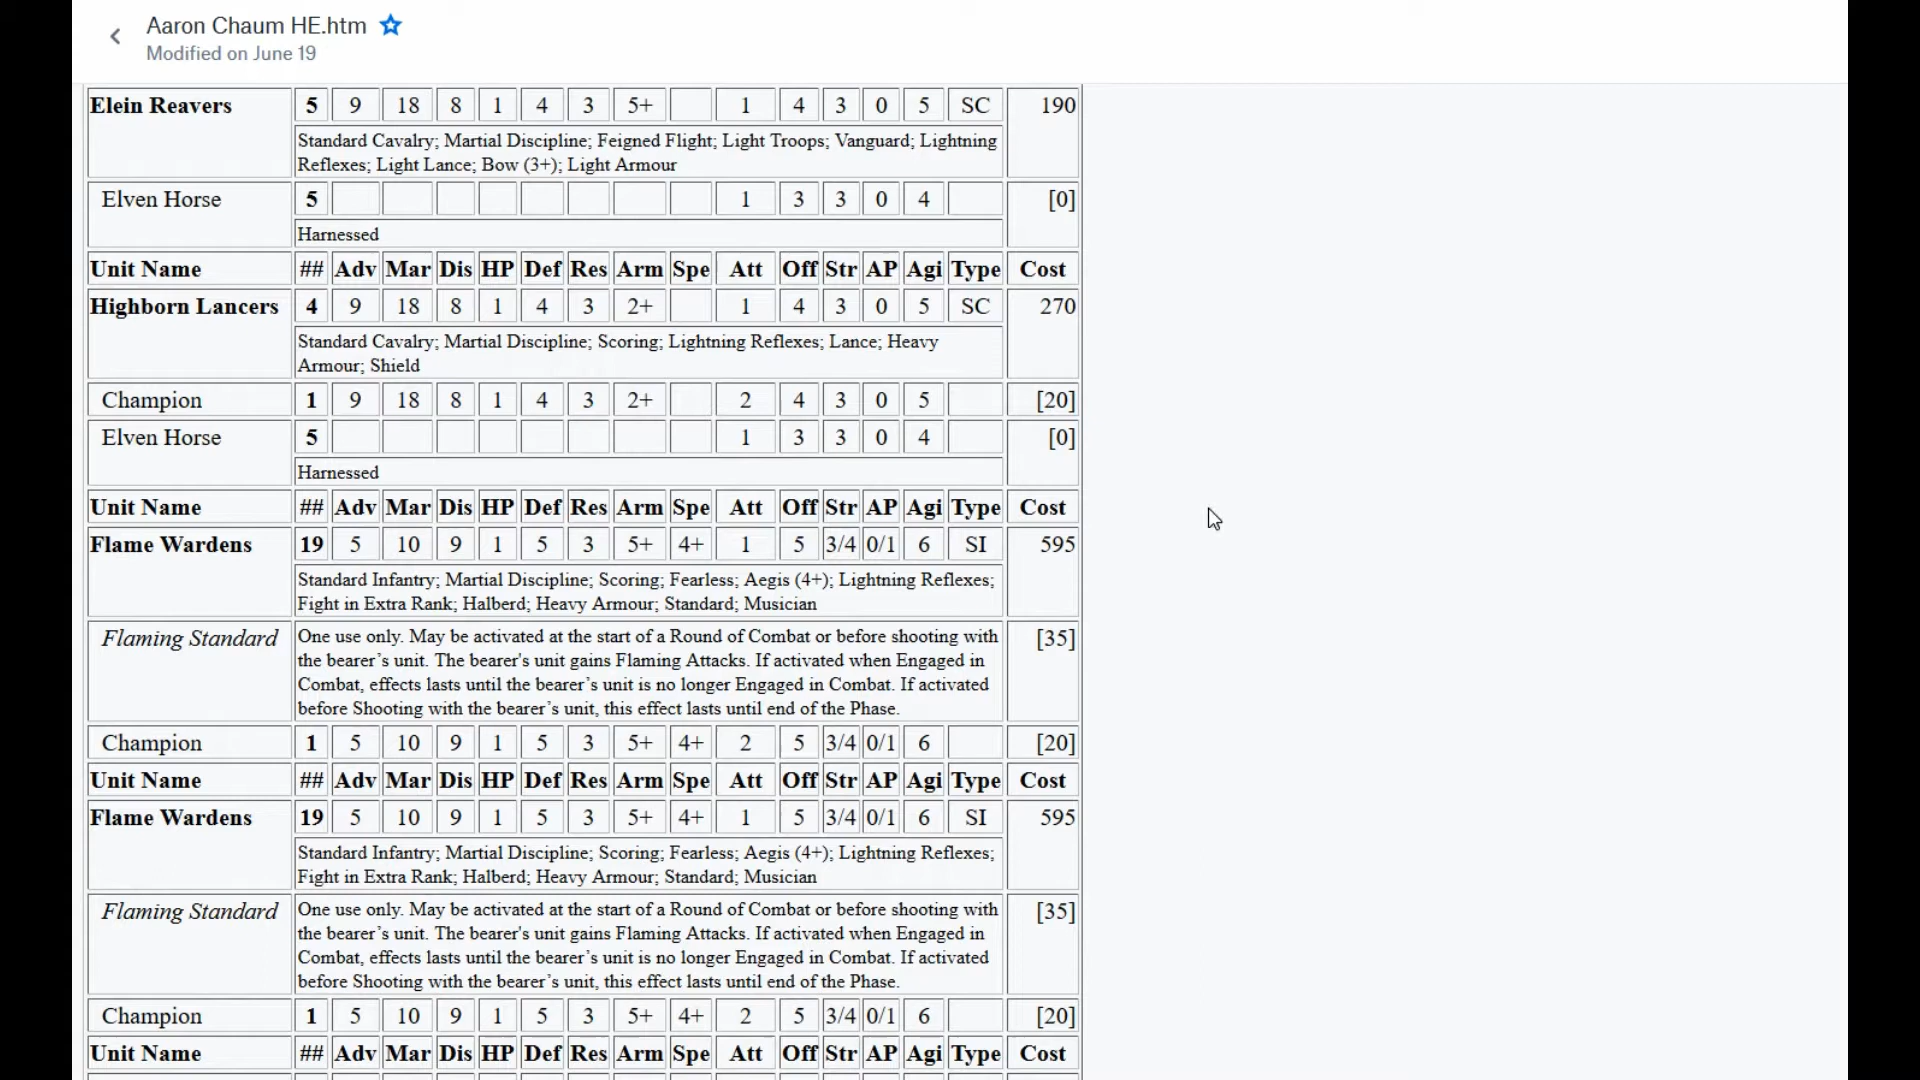 Aaron Chaum HE.htm
Modified on June 19
Elein Reavers 5 9 18 8 1 4 3 5+ 1 4 3 0 5 SC 190
Standard Cavalry; Martial Discipline; Feigned Flight; Light Troops; Vanguard; Lightning
Reflexes; Light Lance; Bow (3+); Light Armour
Elven Horse 5 1 3 3 0 4 [0]
Harnessed
Unit Name ## Adv Mar Dis HP Def Res Arm Spe Att Off Str AP Agi Type Cost
Highborn Lancers 4 9 18 8 1 4 3 2+ 1 4 3 0 5 SC 270
Standard Cavalry; Martial Discipline; Scoring; Lightning Reflexes; Lance; Heavy
Armour; Shield
Champion 1 9 18 8 1 4 3 2+ 2 4 3 0 5 [20]
Elven Horse 5 1 3 3 0 4 [0]
Harnessed
Unit Name ## Adv Mar Dis HP Def Res Arm Spe Att Off Str AP Agi Type Cost
Flame Wardens 19 5 10 9 1 5 3 5+ 4+ 1 5 3/4 0/1 6 SI 595
Standard Infantry; Martial Discipline; Scoring; Fearless; Aegis (4+); Lightning Reflexes;
Fight in Extra Rank; Halberd; Heavy Armour; Standard; Musician
Flaming Standard One use only. May be activated at the start of a Round of Combat or before shooting with [35]
the bearer’s unit. The bearer's unit gains Flaming Attacks. If activated when Engaged in
Combat, effects lasts until the bearer’s unit is no longer Engaged in Combat. If activated
before Shooting with the bearer’s unit, this effect lasts until end of the Phase.
Champion 1 5 10 9 1 5 3 5+ 4+ 2 5 3/4 0/1 6 [20]
Unit Name ## Adv Mar Dis HP Def Res Arm Spe Att Off Str AP Agi Type Cost
Flame Wardens 19 5 10 9 1 5 3 5+ 4+ 1 5 3/4 0/1 6 SI 595
Standard Infantry; Martial Discipline; Scoring; Fearless; Aegis (4+); Lightning Reflexes;
Fight in Extra Rank; Halberd; Heavy Armour; Standard; Musician
Flaming Standard One use only. May be activated at the start of a Round of Combat or before shooting with [35]
the bearer’s unit. The bearer's unit gains Flaming Attacks. If activated when Engaged in
Combat, effects lasts until the bearer’s unit is no longer Engaged in Combat. If activated
before Shooting with the bearer’s unit, this effect lasts until end of the Phase.
Champion 1 5 10 9 1 5 3 5+ 4+ 2 5 3/4 0/1 6 [20]
Unit Name ## Adv Mar Dis HP Def Res Arm Spe Att Off Str AP Agi Type Cost